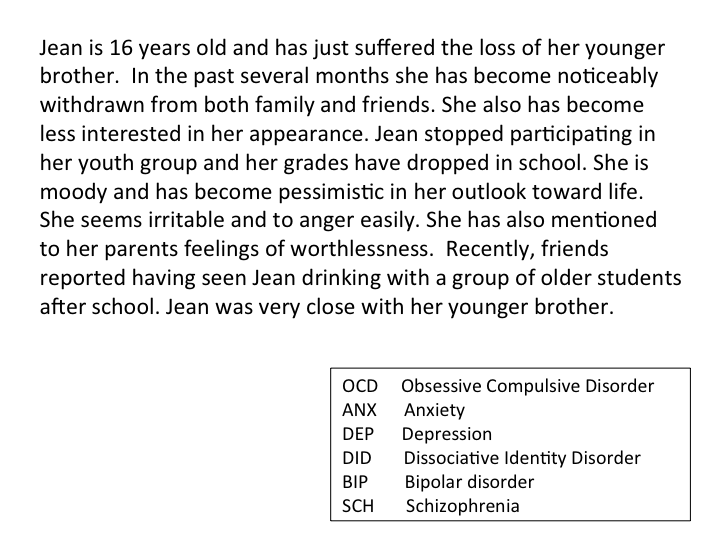 Jean is 16 years old and has just suffered the loss of her younger
brother.  In the past several months she has become noticeably
withdrawn from both family and friends. She also has become
less interested in her appearance. Jean stopped participating in
her youth group and her grades have dropped in school. She is
moody and has become pessimistic in her outlook toward life.
She seems irritable and to anger easily. She has also mentioned
to her parents feelings of worthlessness.  Recently, friends
reported having seen Jean drinking with a group of older students
after school. Jean was very close with her younger brother.
OCD Obsessive Compulsive Disorder
ANX Anxiety
DEP Depression
DID Dissociative Identity Disorder
BIP Bipolar disorder
SCH Schizophrenia